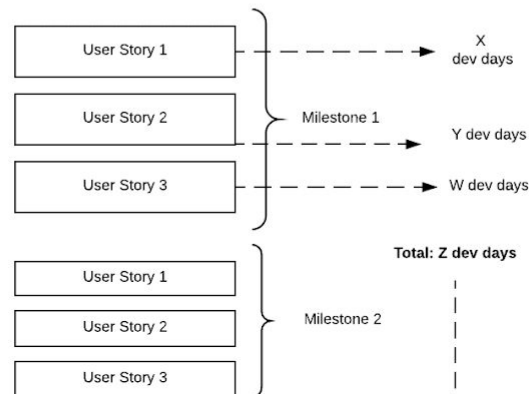 User Story 1
X
dev days
User Story 2
Milestone 1
Y dev days
User Story 3
W dev days
Total: Z dev days
User Story 1
User Story 2
Milestone 2
User Story 3